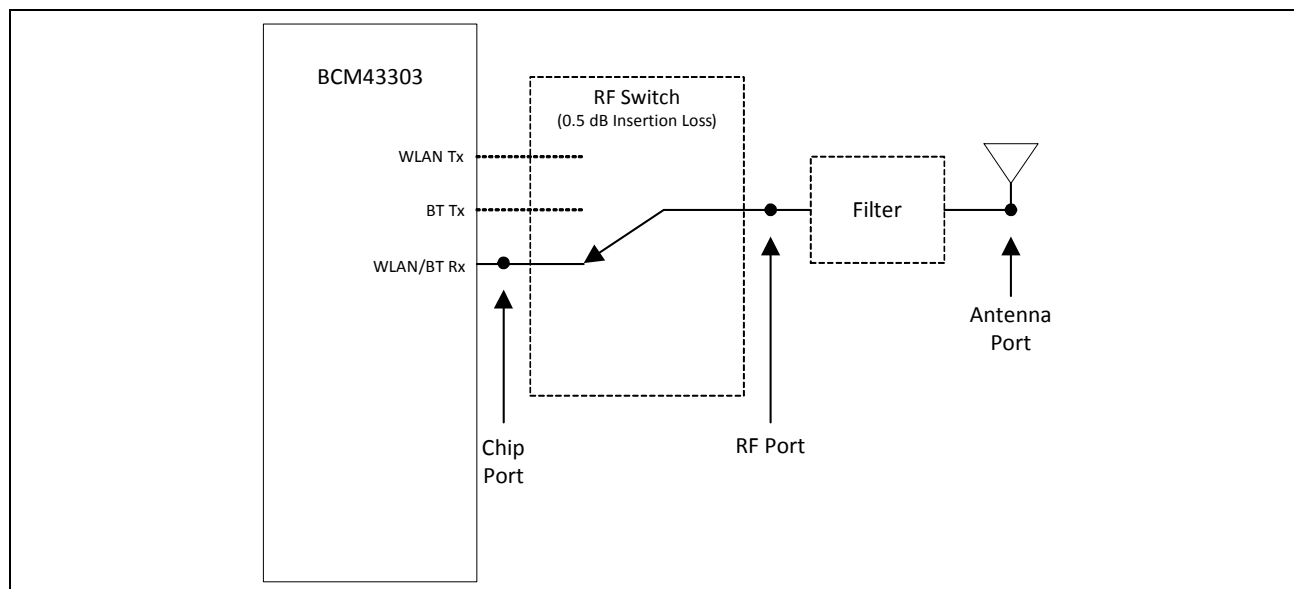 BCM43303
RF Switch
(0.5 dB Insertion Loss)
WLAN Tx
BT Tx
Filter
WLAN/BT Rx
Chip
Port
RF Port
Antenna
Port